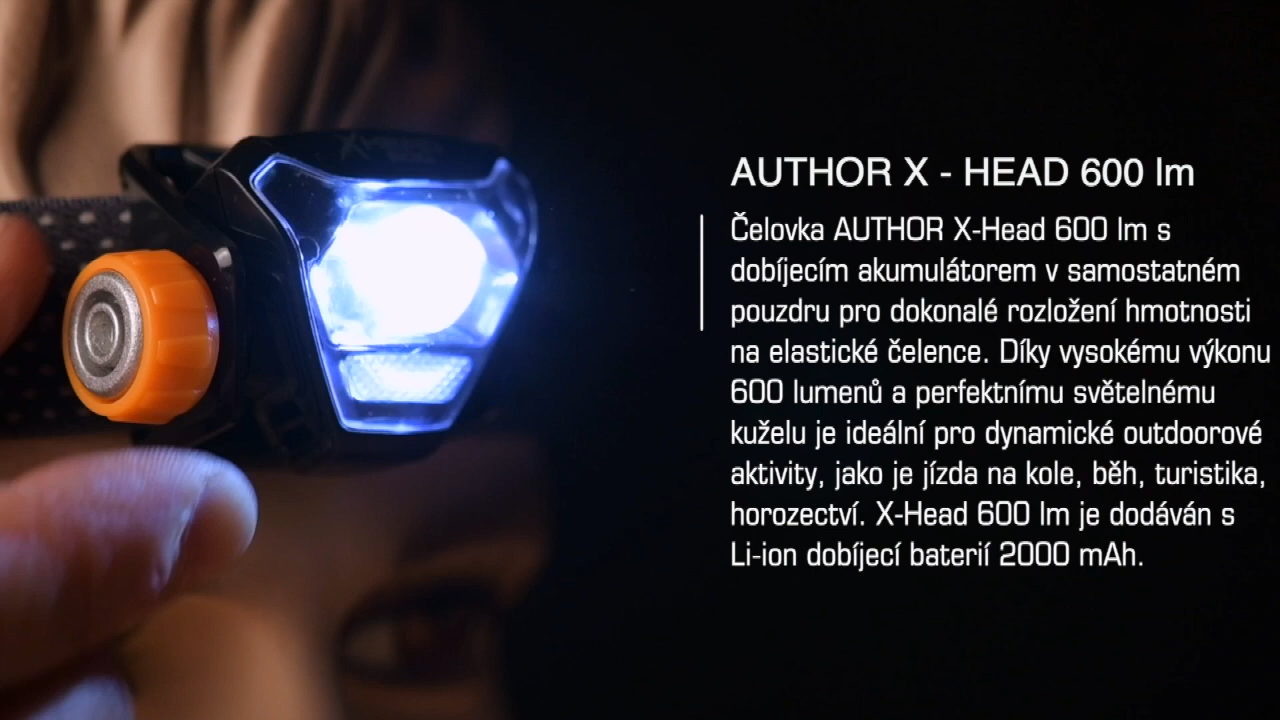 AUTHOR X - HEAD 600 lm
Čelovka AUTHOR X-Head 600 lm s
dobíjecím akumulátorem v samostatném
pouzdru pro dokonalé rozložení hmotnosti
na elastické čelence. Díky vysokému výkonu
600 lumenů a perfektnímu světelnému
kuželu je ideální pro dynamické outdoorové
aktivity, jako je jízda na kole, běh, turistika,
horozectví. X-Head 600 lm je dodáván s
Li-ion dobíjecí baterií 2000 mAh.